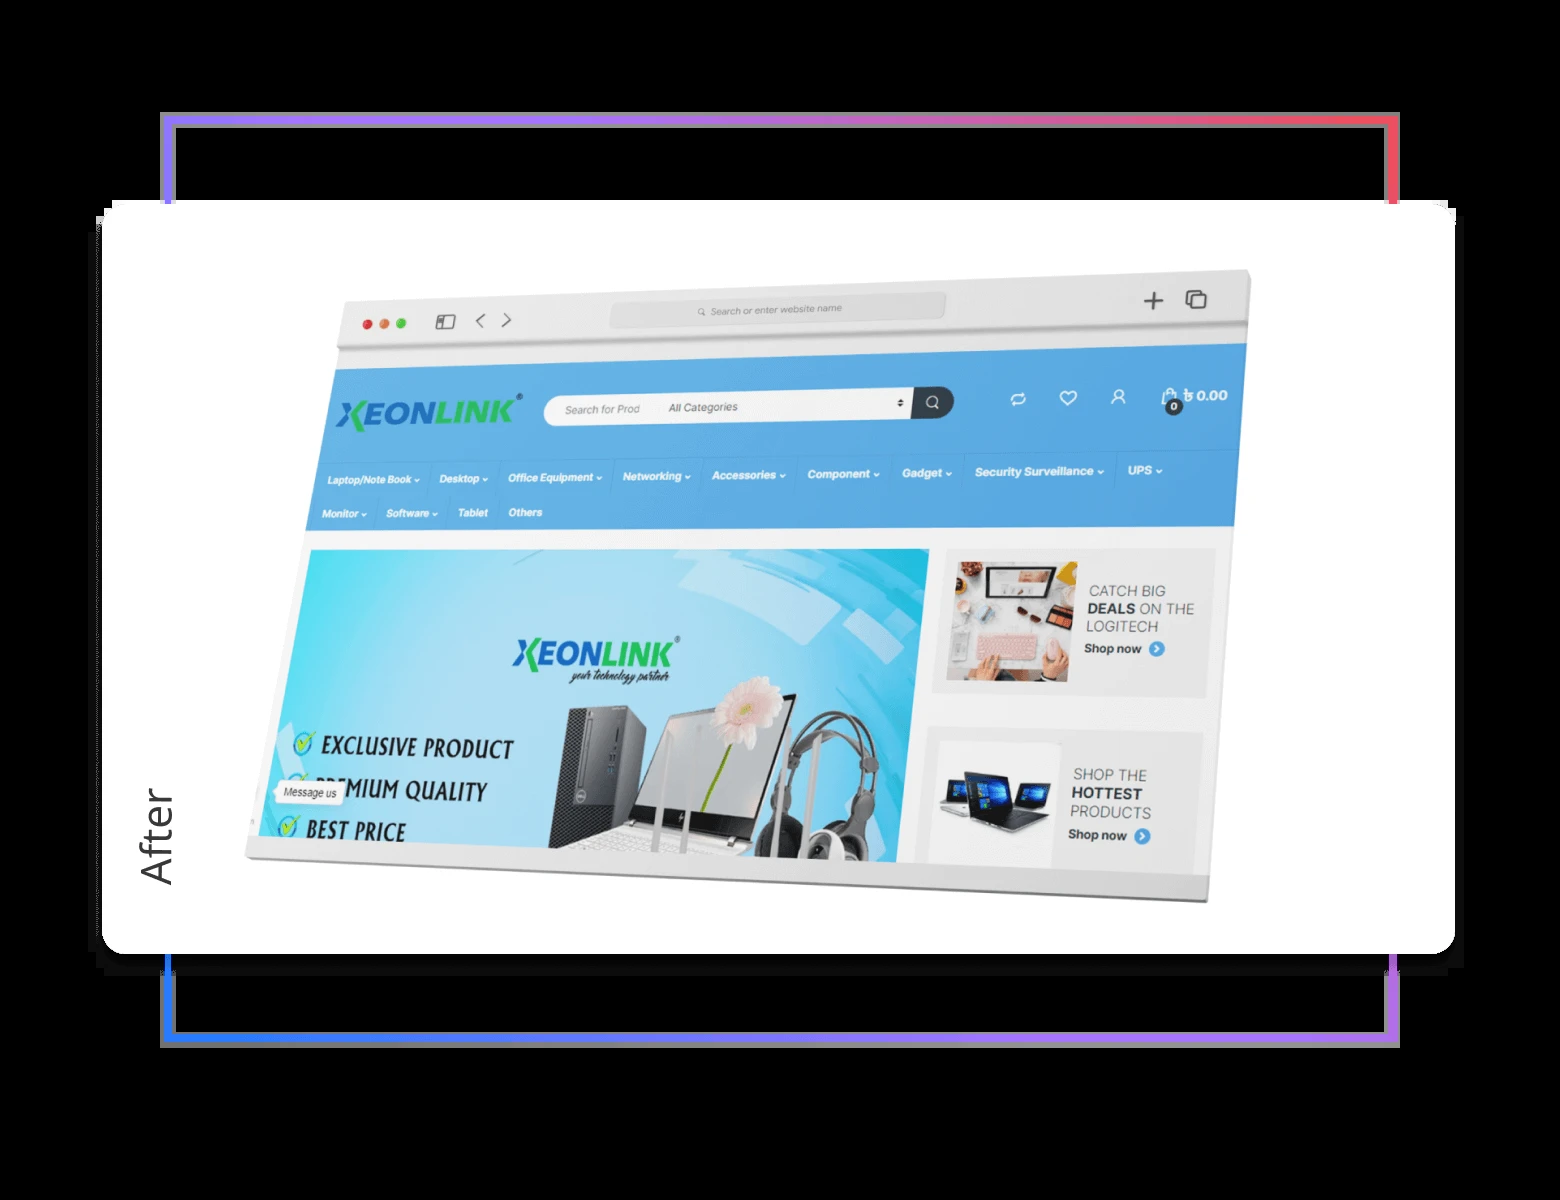 Search or enter website name
XEONLINK®
Search for Prod All Categories
0
৳ 0.00
Laptop/Note Book Desktop Office Equipment Networking Accessories Component Gadget Security Surveillance UPS
Monitor Software Tablet Others
XEONLINK®
your technology partner
EXCLUSIVE PRODUCT
MIUM QUALITY
Message us
BEST PRICE
CATCH BIG
DEALS ON THE
LOGITECH
Shop now
SHOP THE
HOTTEST
PRODUCTS
Shop now
After